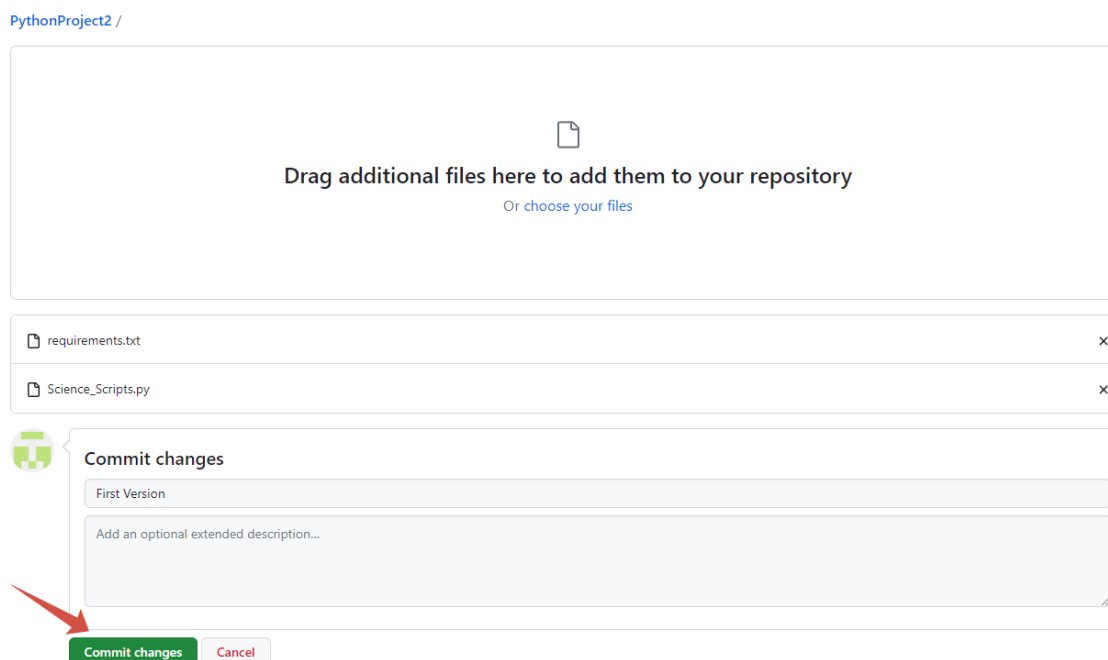 PythonProject2 /
Drag additional files here to add them to your repository
Or choose your files
requirements.txt
Science_Scripts.py
Commit changes
First Version
Add an optional extended description...
Commit changes Cancel